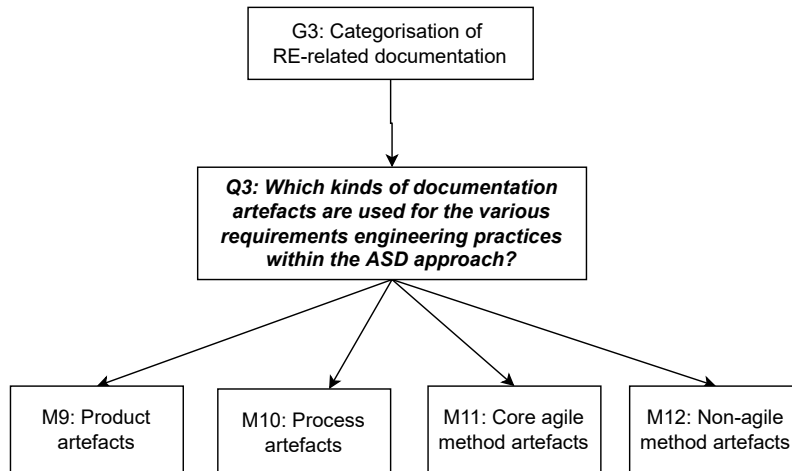 G3: Categorisation of
RE-related documentation
Q3: Which kinds of documentation
artefacts are used for the various
requirements engineering practices
within the ASD approach?
M9: Product
artefacts
M10: Process
artefacts
M11: Core agile
method artefacts
M12: Non-agile
method artefacts